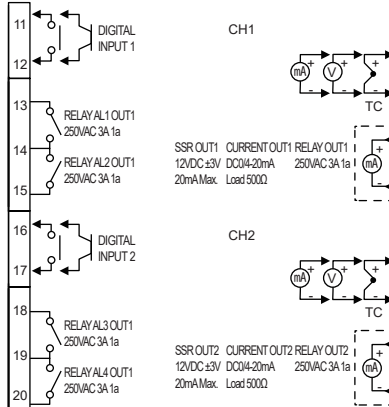 11
12
DIGITAL
INPUT 1
CH1
mA + -
V + -
+ -
TC
13
14
15
RELAY AL1 OUT1
250VAC 3A 1a
RELAY AL2 OUT1
250VAC 3A 1a
SSR OUT1 CURRENT OUT1 RELAY OUT1
12VDC ±3V DC0/4-20mA 250VAC 3A 1a
20mA Max. Load 500Ω
+
mA
-
16
17
DIGITAL
INPUT 2
CH2
mA + -
V + -
+ -
TC
18
19
20
RELAY AL3 OUT1
250VAC 3A 1a
RELAY AL4 OUT1
250VAC 3A 1a
SSR OUT2 CURRENT OUT2 RELAY OUT2
12VDC ±3V DC0/4-20mA 250VAC 3A 1a
20mA Max. Load 500Ω
+
mA
-